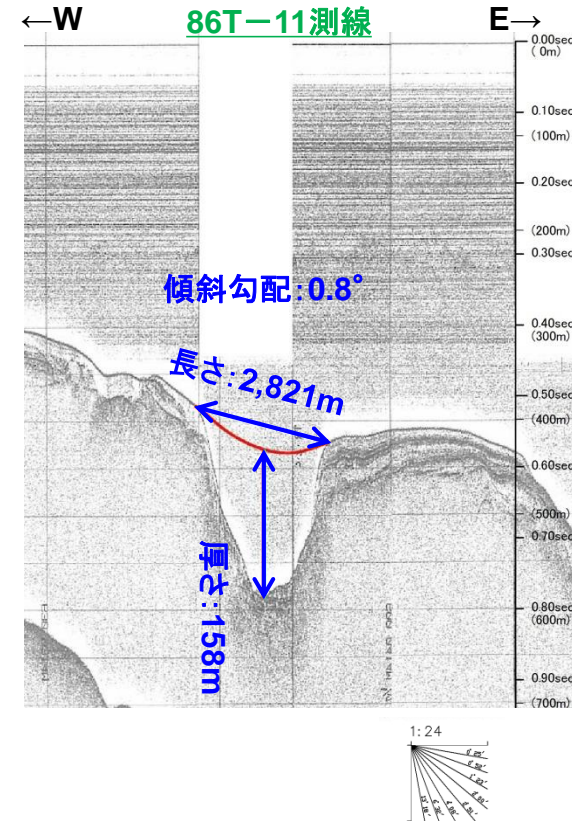 ←W
86T－11測線
E→
0.00sec
( 0m)
0.10sec
(100m)
0.20sec
(200m)
0.30sec
傾斜勾配：0.8°
0.40sec
(300m)
長さ：2,821m
0.50sec
(400m)
0.60sec
(500m)
0.70sec
厚さ：158m
0.80sec
(600m)
0.90sec
(700m)
1:24